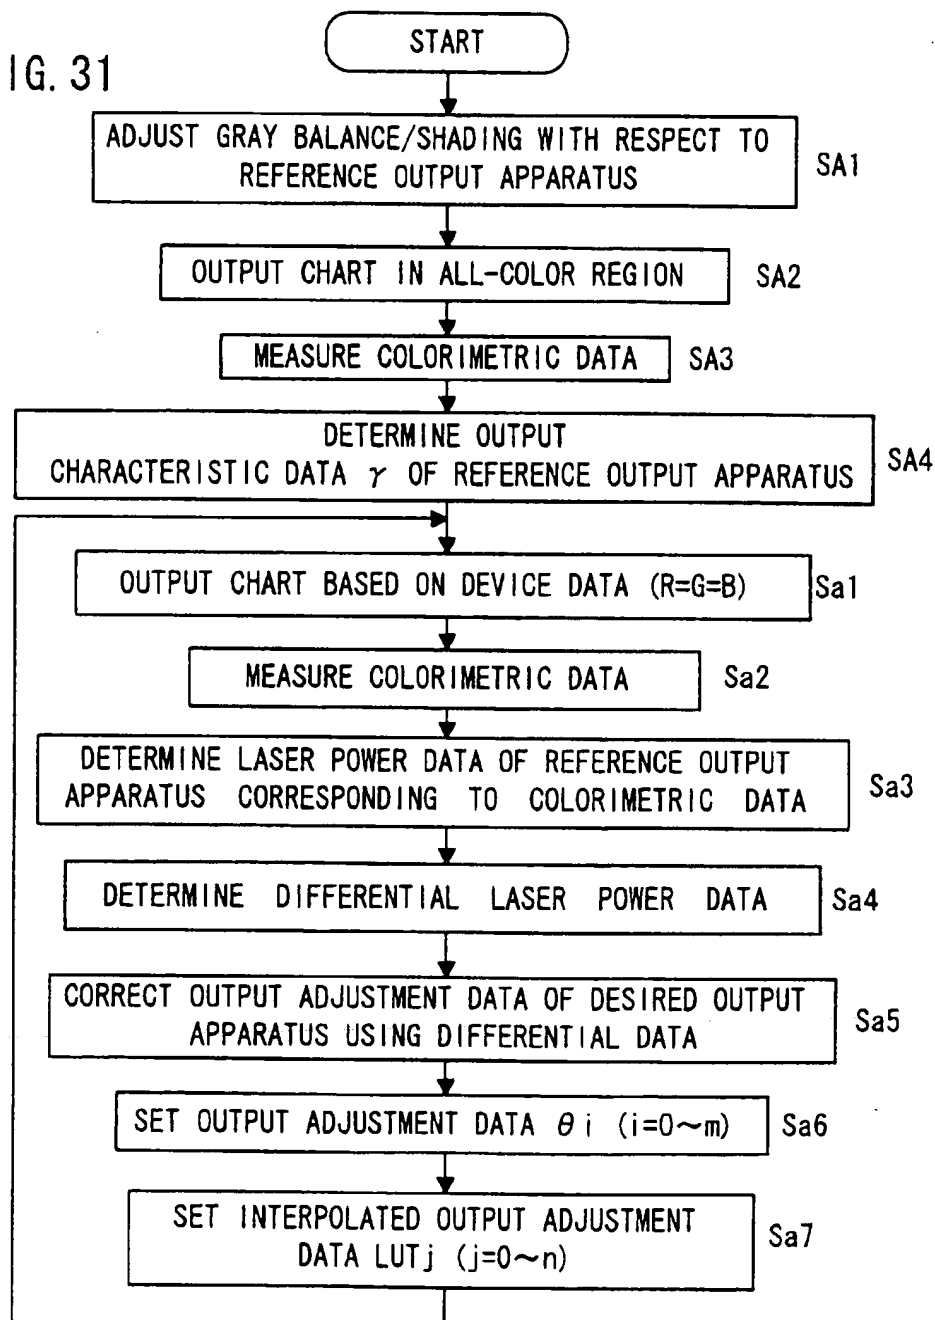 START
IG. 31
ADJUST GRAY BALANCE/SHADING WITH RESPECT TO
REFERENCE OUTPUT APPARATUS
SA1
OUTPUT CHART IN ALL-COLOR REGION
SA2
MEASURE COLORIMETRIC DATA
SA3
DETERMINE OUTPUT
CHARACTERISTIC DATA γ OF REFERENCE OUTPUT APPARATUS
SA4
OUTPUT CHART BASED ON DEVICE DATA (R=G=B)
Sa1
MEASURE COLORIMETRIC DATA
Sa2
DETERMINE LASER POWER DATA OF REFERENCE OUTPUT
APPARATUS CORRESPONDING TO COLORIMETRIC DATA
Sa3
DETERMINE DIFFERENTIAL LASER POWER DATA
Sa4
CORRECT OUTPUT ADJUSTMENT DATA OF DESIRED OUTPUT
APPARATUS USING DIFFERENTIAL DATA
Sa5
SET OUTPUT ADJUSTMENT DATA θi (i=0~m)
Sa6
SET INTERPOLATED OUTPUT ADJUSTMENT
DATA LUTj (j=0~n)
Sa7